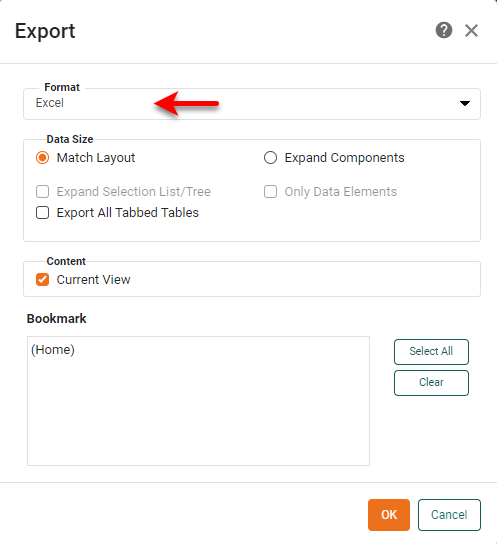 Export
Format
Excel
Data Size
Match Layout
Expand Components
Expand Selection List/Tree
Only Data Elements
Export All Tabbed Tables
Content
Current View
Bookmark
(Home)
Select All
Clear
OK
Cancel